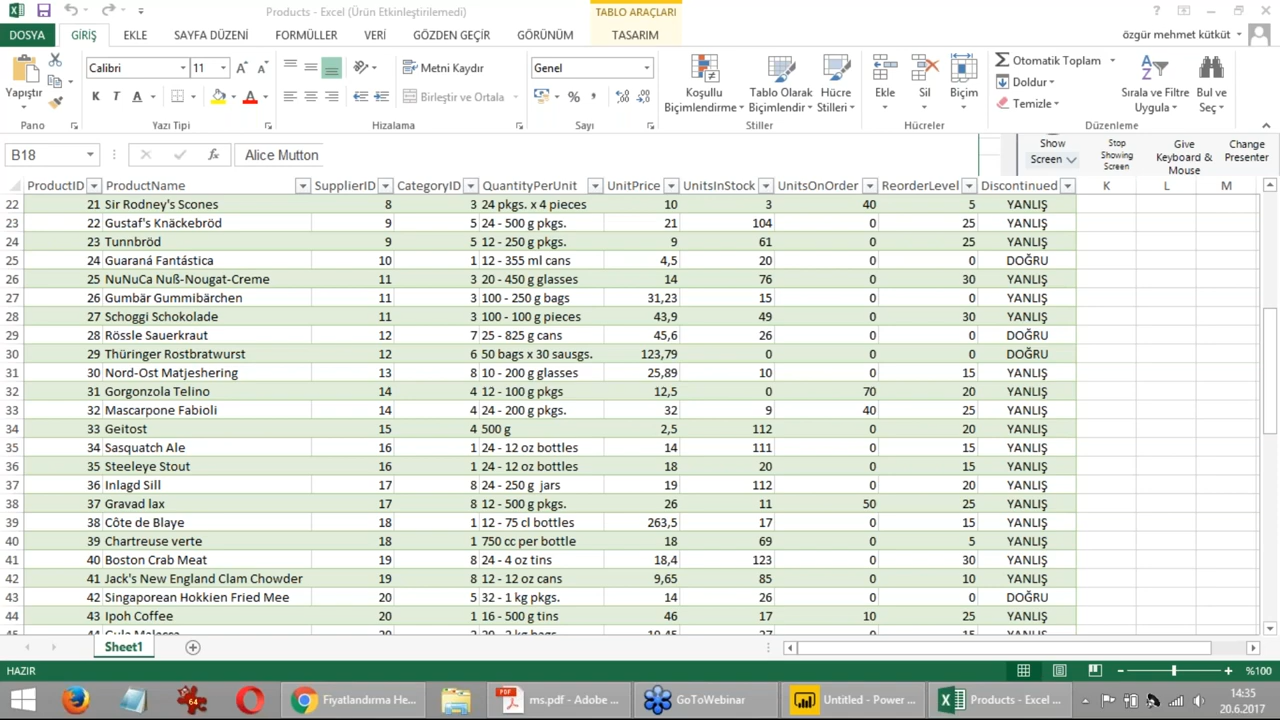 Products - Excel (Ürün Etkinleştirilemedi)
TABLO ARAÇLARI
DOSYA GİRİŞ EKLE SAYFA DÜZENİ FORMÜLLER VERİ GÖZDEN GEÇİR GÖRÜNÜM TASARIM
özgür mehmet kütküt
Yapıştır
Calibri 11
K T A
Metni Kaydır
Birleştir ve Ortala
Genel
Koşullu Biçimlendirme
Tablo Olarak Biçimlendir
Hücre Stilleri
Ekle
Sil
Biçim
Otomatik Toplam
Doldur
Temizle
Sırala ve Filtre Uygula
Bul ve Seç
Pano Yazı Tipi Hizalama Sayı Stiller Hücreler Düzenleme
B18 Alice Mutton
Show Screen
Stop Showing Screen
Give Keyboard & Mouse
Change Presenter
ProductID ProductName SupplierID CategoryID QuantityPerUnit UnitPrice UnitsInStock UnitsOnOrder ReorderLevel Discontinued K L M
22 21 Sir Rodney's Scones 8 3 24 pkgs. x 4 pieces 10 3 40 5 YANLIŞ
23 22 Gustaf's Knäckebröd 9 5 24 - 500 g pkgs. 21 104 0 25 YANLIŞ
24 23 Tunnbröd 9 5 12 - 250 g pkgs. 9 61 0 25 YANLIŞ
25 24 Guaraná Fantástica 10 1 12 - 355 ml cans 4,5 20 0 0 DOĞRU
26 25 NuNuCa Nuß-Nougat-Creme 11 3 20 - 450 g glasses 14 76 0 30 YANLIŞ
27 26 Gumbär Gummibärchen 11 3 100 - 250 g bags 31,23 15 0 0 YANLIŞ
28 27 Schoggi Schokolade 11 3 100 - 100 g pieces 43,9 49 0 30 YANLIŞ
29 28 Rössle Sauerkraut 12 7 25 - 825 g cans 45,6 26 0 0 DOĞRU
30 29 Thüringer Rostbratwurst 12 6 50 bags x 30 sausgs. 123,79 0 0 0 DOĞRU
31 30 Nord-Ost Matjeshering 13 8 10 - 200 g glasses 25,89 10 0 15 YANLIŞ
32 31 Gorgonzola Telino 14 4 12 - 100 g pkgs 12,5 0 70 20 YANLIŞ
33 32 Mascarpone Fabioli 14 4 24 - 200 g pkgs. 32 9 40 25 YANLIŞ
34 33 Geitost 15 4 500 g 2,5 112 0 20 YANLIŞ
35 34 Sasquatch Ale 16 1 24 - 12 oz bottles 14 111 0 15 YANLIŞ
36 35 Steeleye Stout 16 1 24 - 12 oz bottles 18 20 0 15 YANLIŞ
37 36 Inlagd Sill 17 8 24 - 250 g  jars 19 112 0 20 YANLIŞ
38 37 Gravad lax 17 8 12 - 500 g pkgs. 26 11 50 25 YANLIŞ
39 38 Côte de Blaye 18 1 12 - 75 cl bottles 263,5 17 0 15 YANLIŞ
40 39 Chartreuse verte 18 1 750 cc per bottle 18 69 0 5 YANLIŞ
41 40 Boston Crab Meat 19 8 24 - 4 oz tins 18,4 123 0 30 YANLIŞ
42 41 Jack's New England Clam Chowder 19 8 12 - 12 oz cans 9,65 85 0 10 YANLIŞ
43 42 Singaporean Hokkien Fried Mee 20 5 32 - 1 kg pkgs. 14 26 0 0 DOĞRU
44 43 Ipoh Coffee 20 1 16 - 500 g tins 46 17 10 25 YANLIŞ
45 44 Gula Malacca 20 2 20 - 2 kg bags 19,45 27 0 15 YANLIŞ
Sheet1
HAZIR %100
64 Fiyatlandırma He... ms.pdf - Adobe ... GoToWebinar Untitled - Power ... Products - Excel ... 14:35
20.6.2017